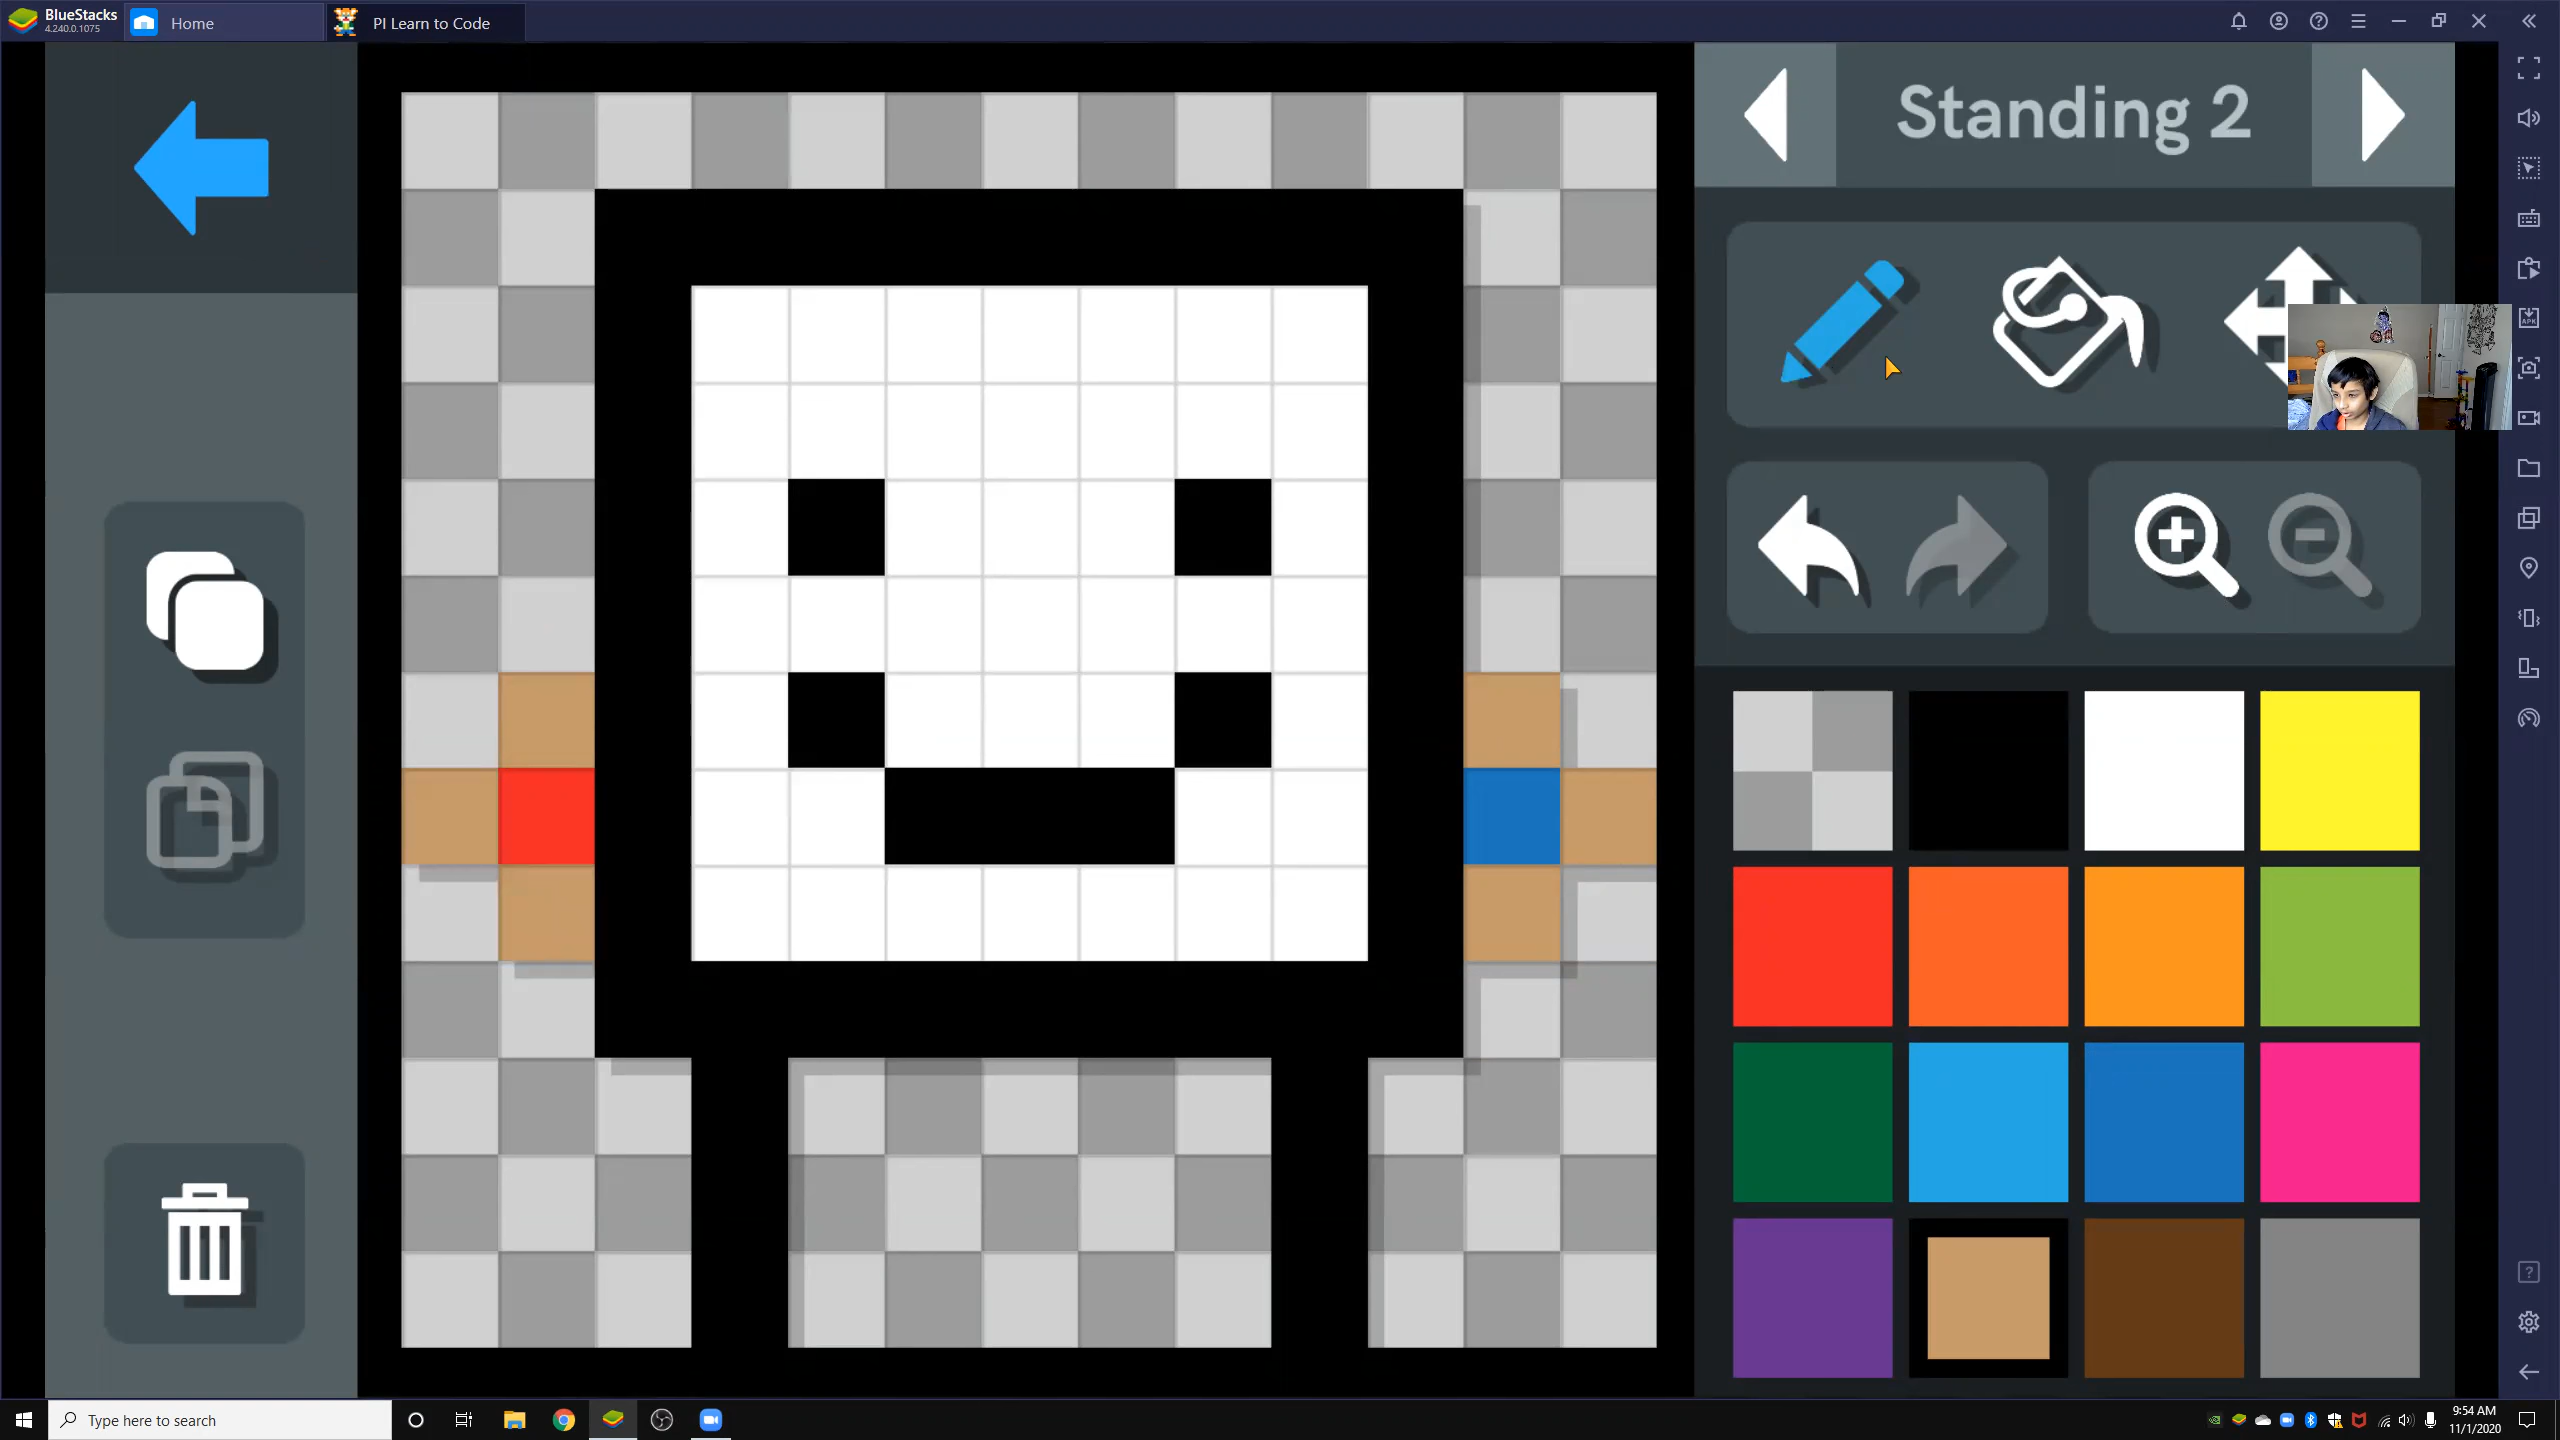 BlueStacks
4.240.0.1075
Home
PI Learn to Code
Standing 2
APK
Type here to search
9:54 AM
11/1/2020